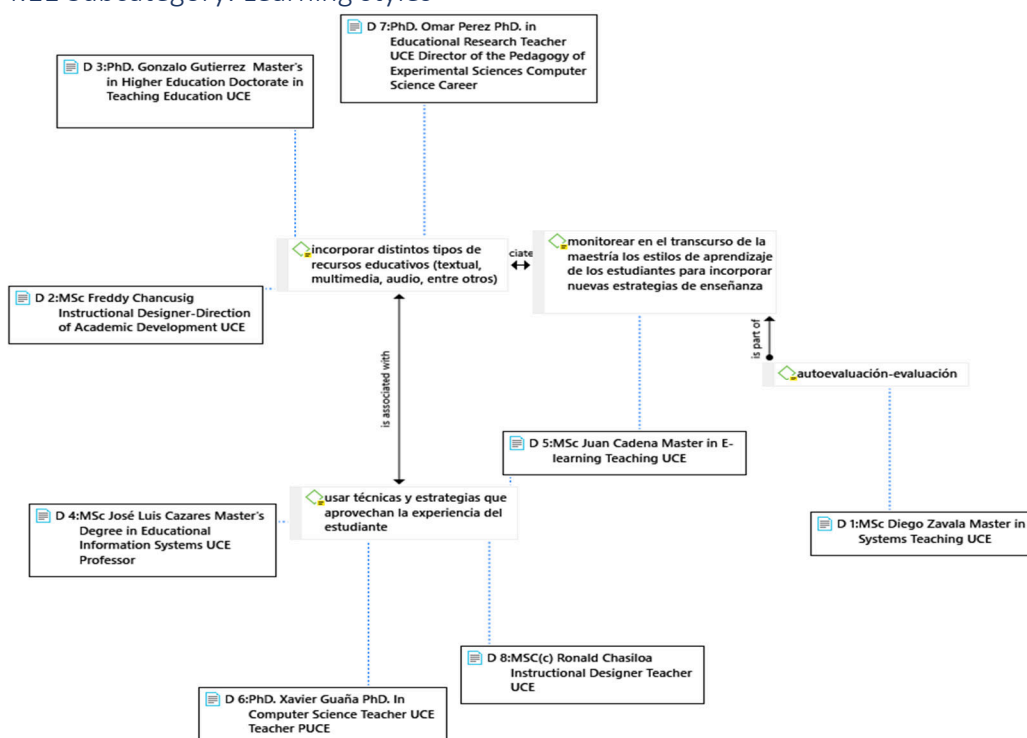 D 7:PhD. Omar Perez PhD. in
Educational Research Teacher
UCE Director of the Pedagogy of
Experimental Sciences Computer
Science Career
D 3:PhD. Gonzalo Gutierrez Master's
in Higher Education Doctorate in
Teaching Education UCE
incorporar distintos tipos de
recursos educativos (textual,
multimedia, audio, entre otros)
ciate
monitorear en el transcurso de la
maestría los estilos de aprendizaje
de los estudiantes para incorporar
nuevas estrategias de enseñanza
D 2:MSc Freddy Chancusig
Instructional Designer-Direction
of Academic Development UCE
is associated with
is part of
autoevaluación-evaluación
D 5:MSc Juan Cadena Master in E-
learning Teaching UCE
usar técnicas y estrategias que
aprovechan la experiencia del
estudiante
D 4:MSc José Luis Cazares Master's
Degree in Educational
Information Systems UCE
Professor
D 1:MSc Diego Zavala Master in
Systems Teaching UCE
D 8:MSC(c) Ronald Chasiloa
Instructional Designer Teacher
UCE
D 6:PhD. Xavier Guaña PhD. In
Computer Science Teacher UCE
Teacher PUCE